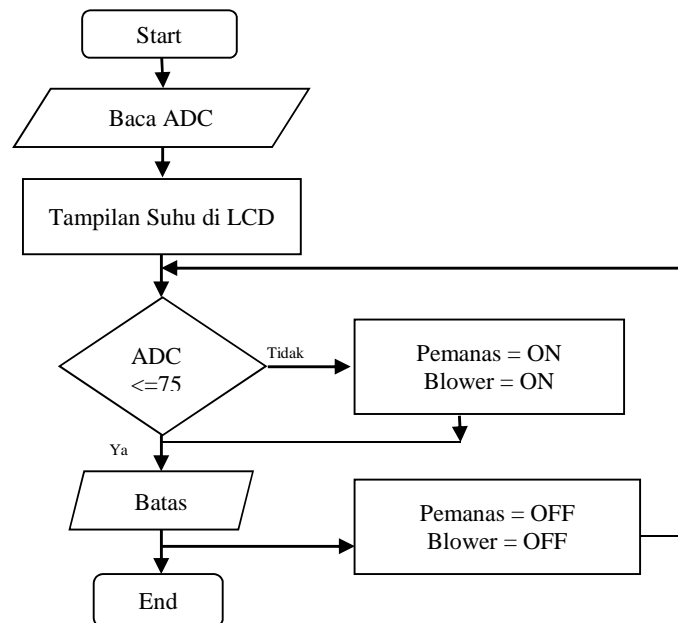 Start
Baca ADC
Tampilan Suhu di LCD
ADC
<=75
Tidak
Pemanas = ON
Blower = ON
Ya
Batas
Pemanas = OFF
Blower = OFF
End